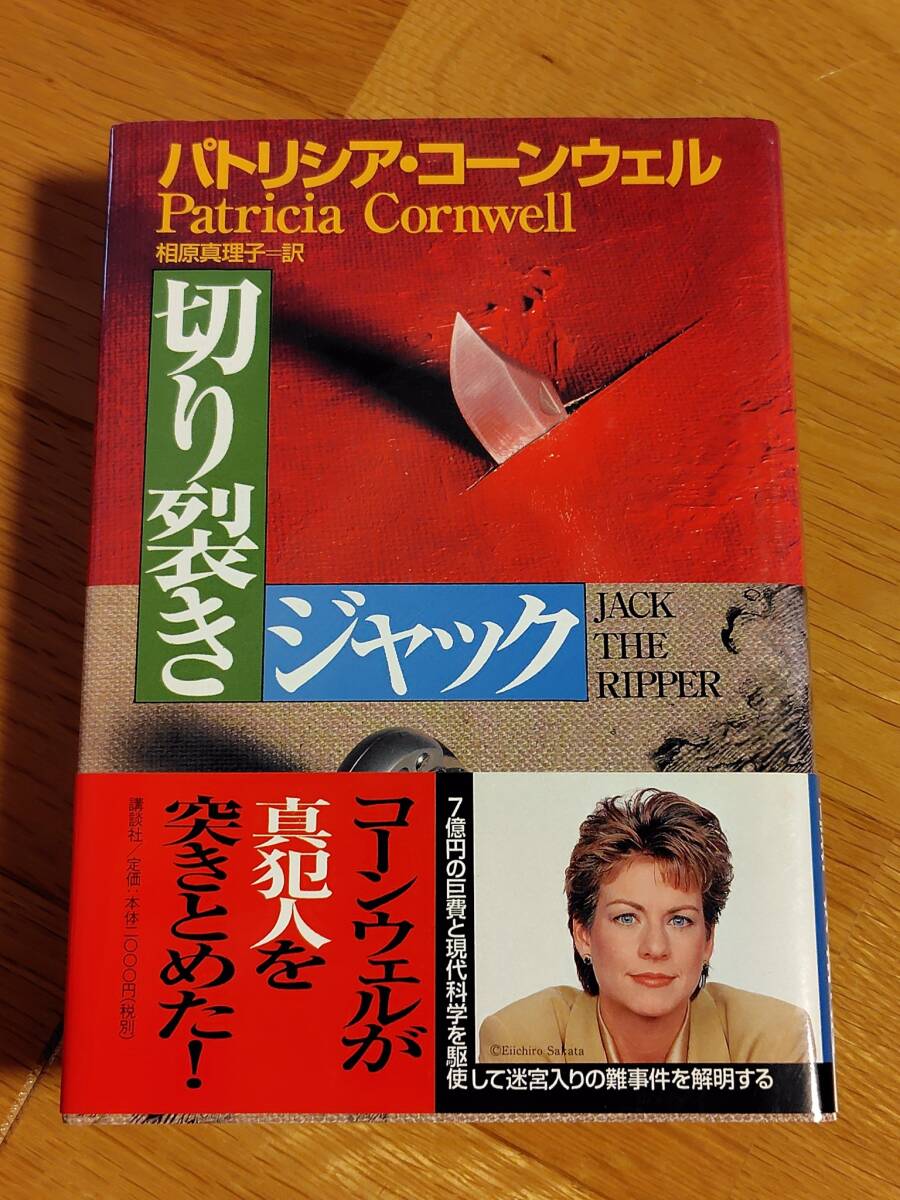 パトリシア・コーンウェル
Patricia Cornwell
相原真理子=訳
切り裂き
ジャック
JACK
THE
RIPPER
コーンウェルが
真犯人を
突きとめた!
講談社/定価:本体二〇〇〇円(税別)
7億円の巨費と現代科学を駆使して迷宮入りの難事件を解明する
©Eiichiro Sakata